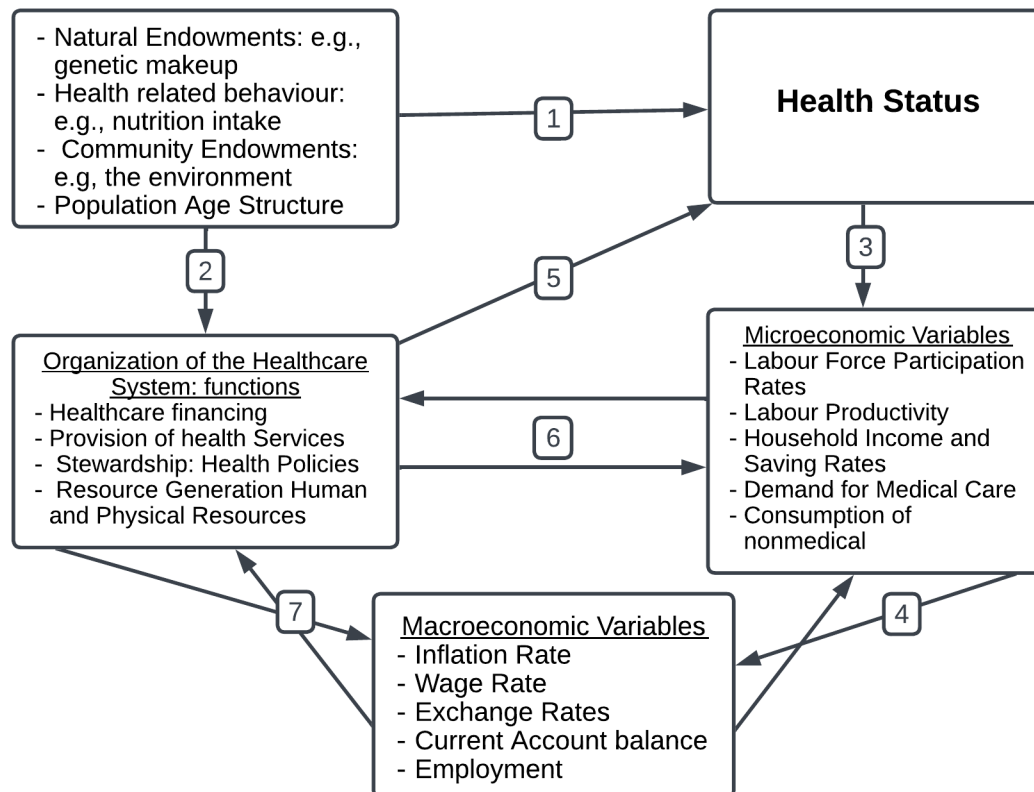 - Natural Endowments: e.g.,
genetic makeup
- Health related behaviour:
e.g., nutrition intake
- Community Endowments:
e.g, the environment
- Population Age Structure
1
Health Status
2
5
3
Organization of the Healthcare
System: functions
- Healthcare financing
- Provision of health Services
- Stewardship: Health Policies
- Resource Generation Human
and Physical Resources
6
Microeconomic Variables
- Labour Force Participation
Rates
- Labour Productivity
- Household Income and
Saving Rates
- Demand for Medical Care
- Consumption of
nonmedical
7
4
Macroeconomic Variables
- Inflation Rate
- Wage Rate
- Exchange Rates
- Current Account balance
- Employment